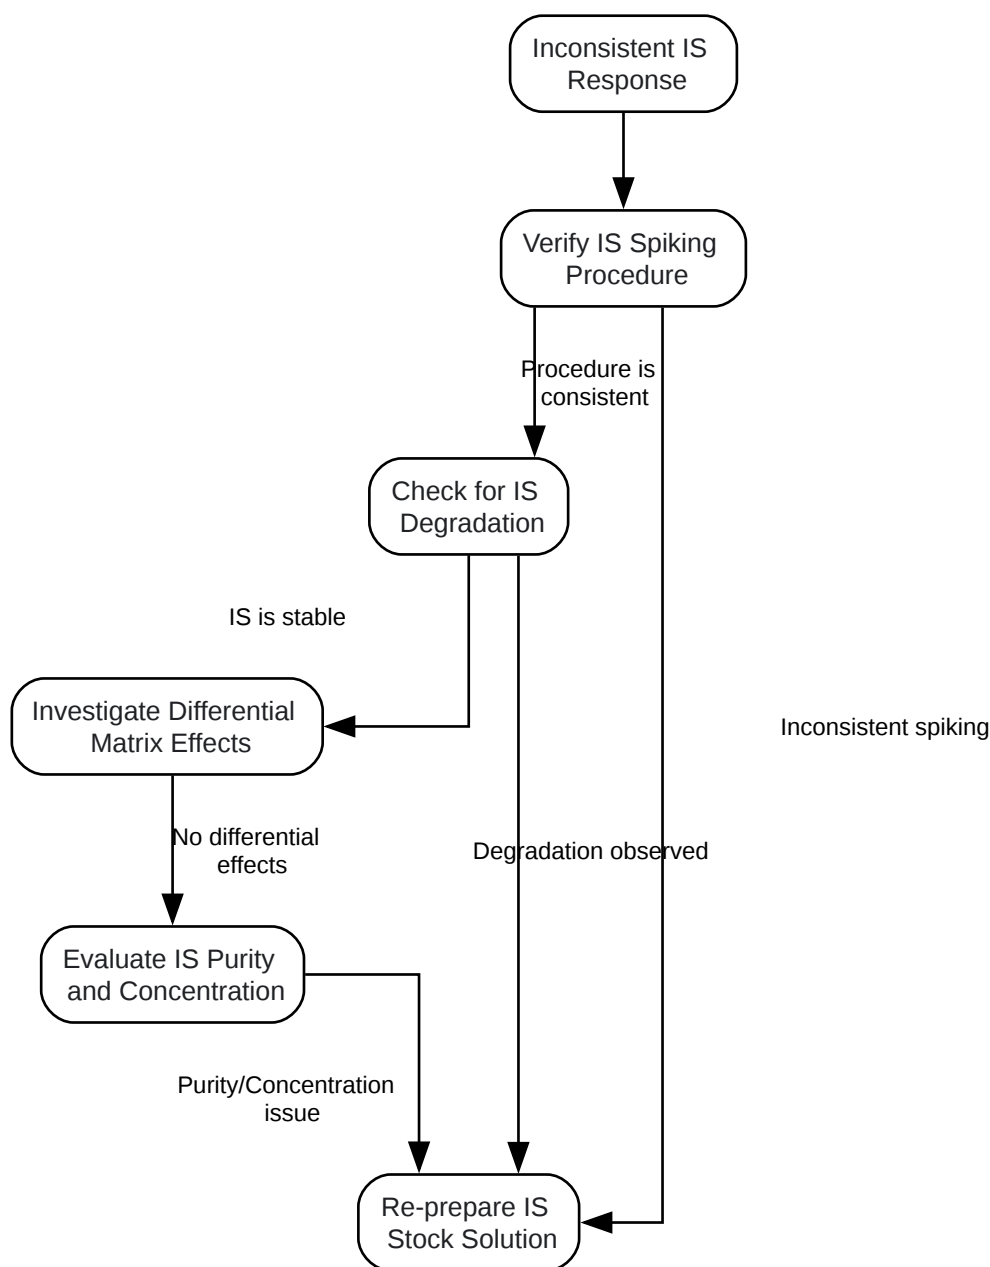 Inconsistent IS
Response
Verify IS Spiking
Procedure
Procedure is
consistent
Check for IS
Degradation
IS is stable
Investigate Differential
Matrix Effects
Inconsistent spiking
No differential
effects
Degradation observed
Evaluate IS Purity
and Concentration
Purity/Concentration
issue
Re-prepare IS
Stock Solution